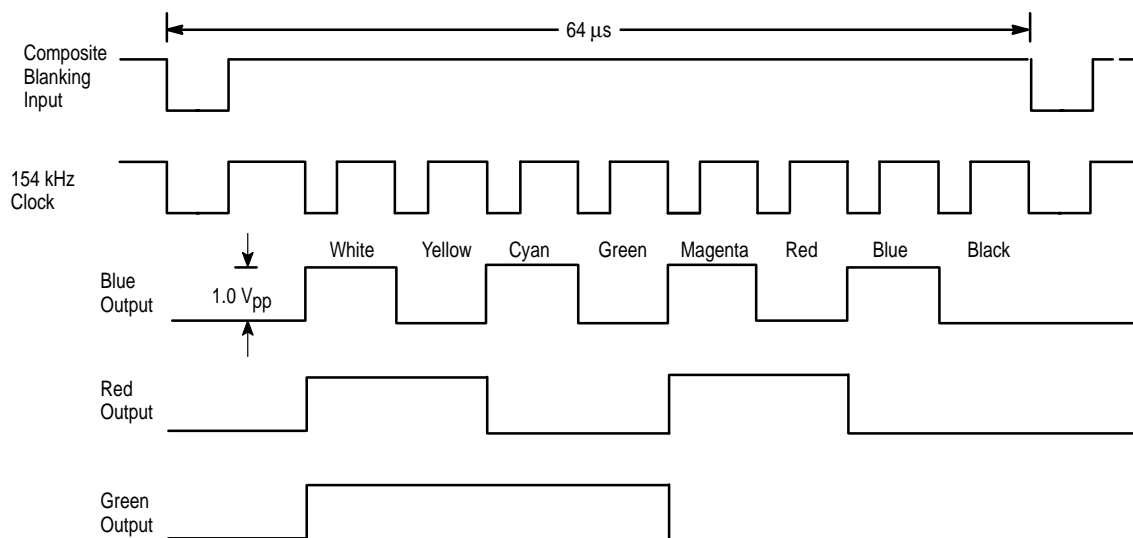 64 μs
Composite
Blanking
Input
154 kHz
Clock
White Yellow Cyan Green Magenta Red Blue Black
Blue
Output
1.0 Vpp
Red
Output
Green
Output